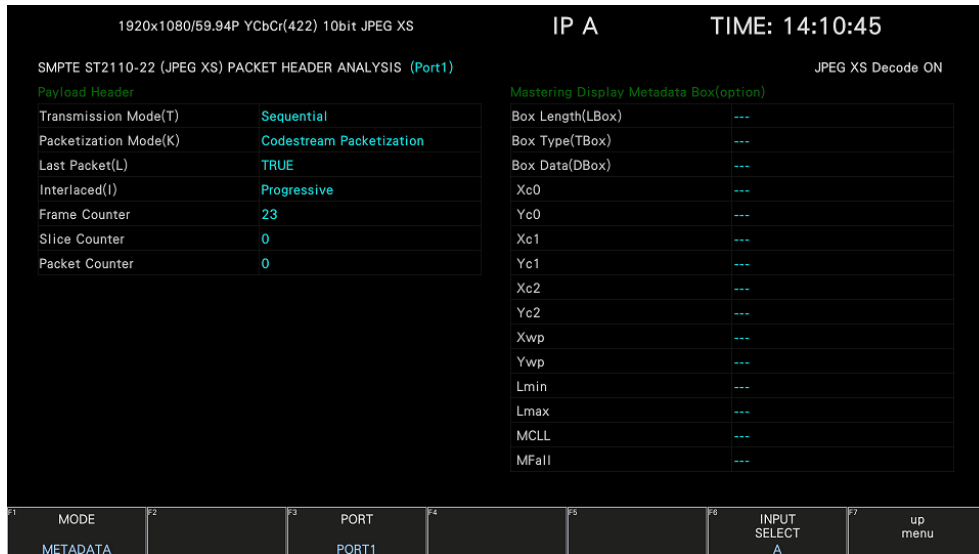 1920x1080/59.94P YCbCr(422) 10bit JPEG XS IP A TIME: 14:10:45
SMPTE ST2110-22 (JPEG XS) PACKET HEADER ANALYSIS (Port1) JPEG XS Decode ON
Payload Header
Transmission Mode(T) Sequential
Packetization Mode(K) Codestream Packetization
Last Packet(L) TRUE
Interlaced(I) Progressive
Frame Counter 23
Slice Counter 0
Packet Counter 0
Mastering Display Metadata Box(option)
Box Length(LBox) ---
Box Type(TBox) ---
Box Data(DBox) ---
Xc0 ---
Yc0 ---
Xc1 ---
Yc1 ---
Xc2 ---
Yc2 ---
Xwp ---
Ywp ---
Lmin ---
Lmax ---
MCLL ---
MFall ---
F1 MODE
METADATA
F2
F3 PORT
PORT1
F4
F5
F6 INPUT
SELECT
A
F7 up
menu